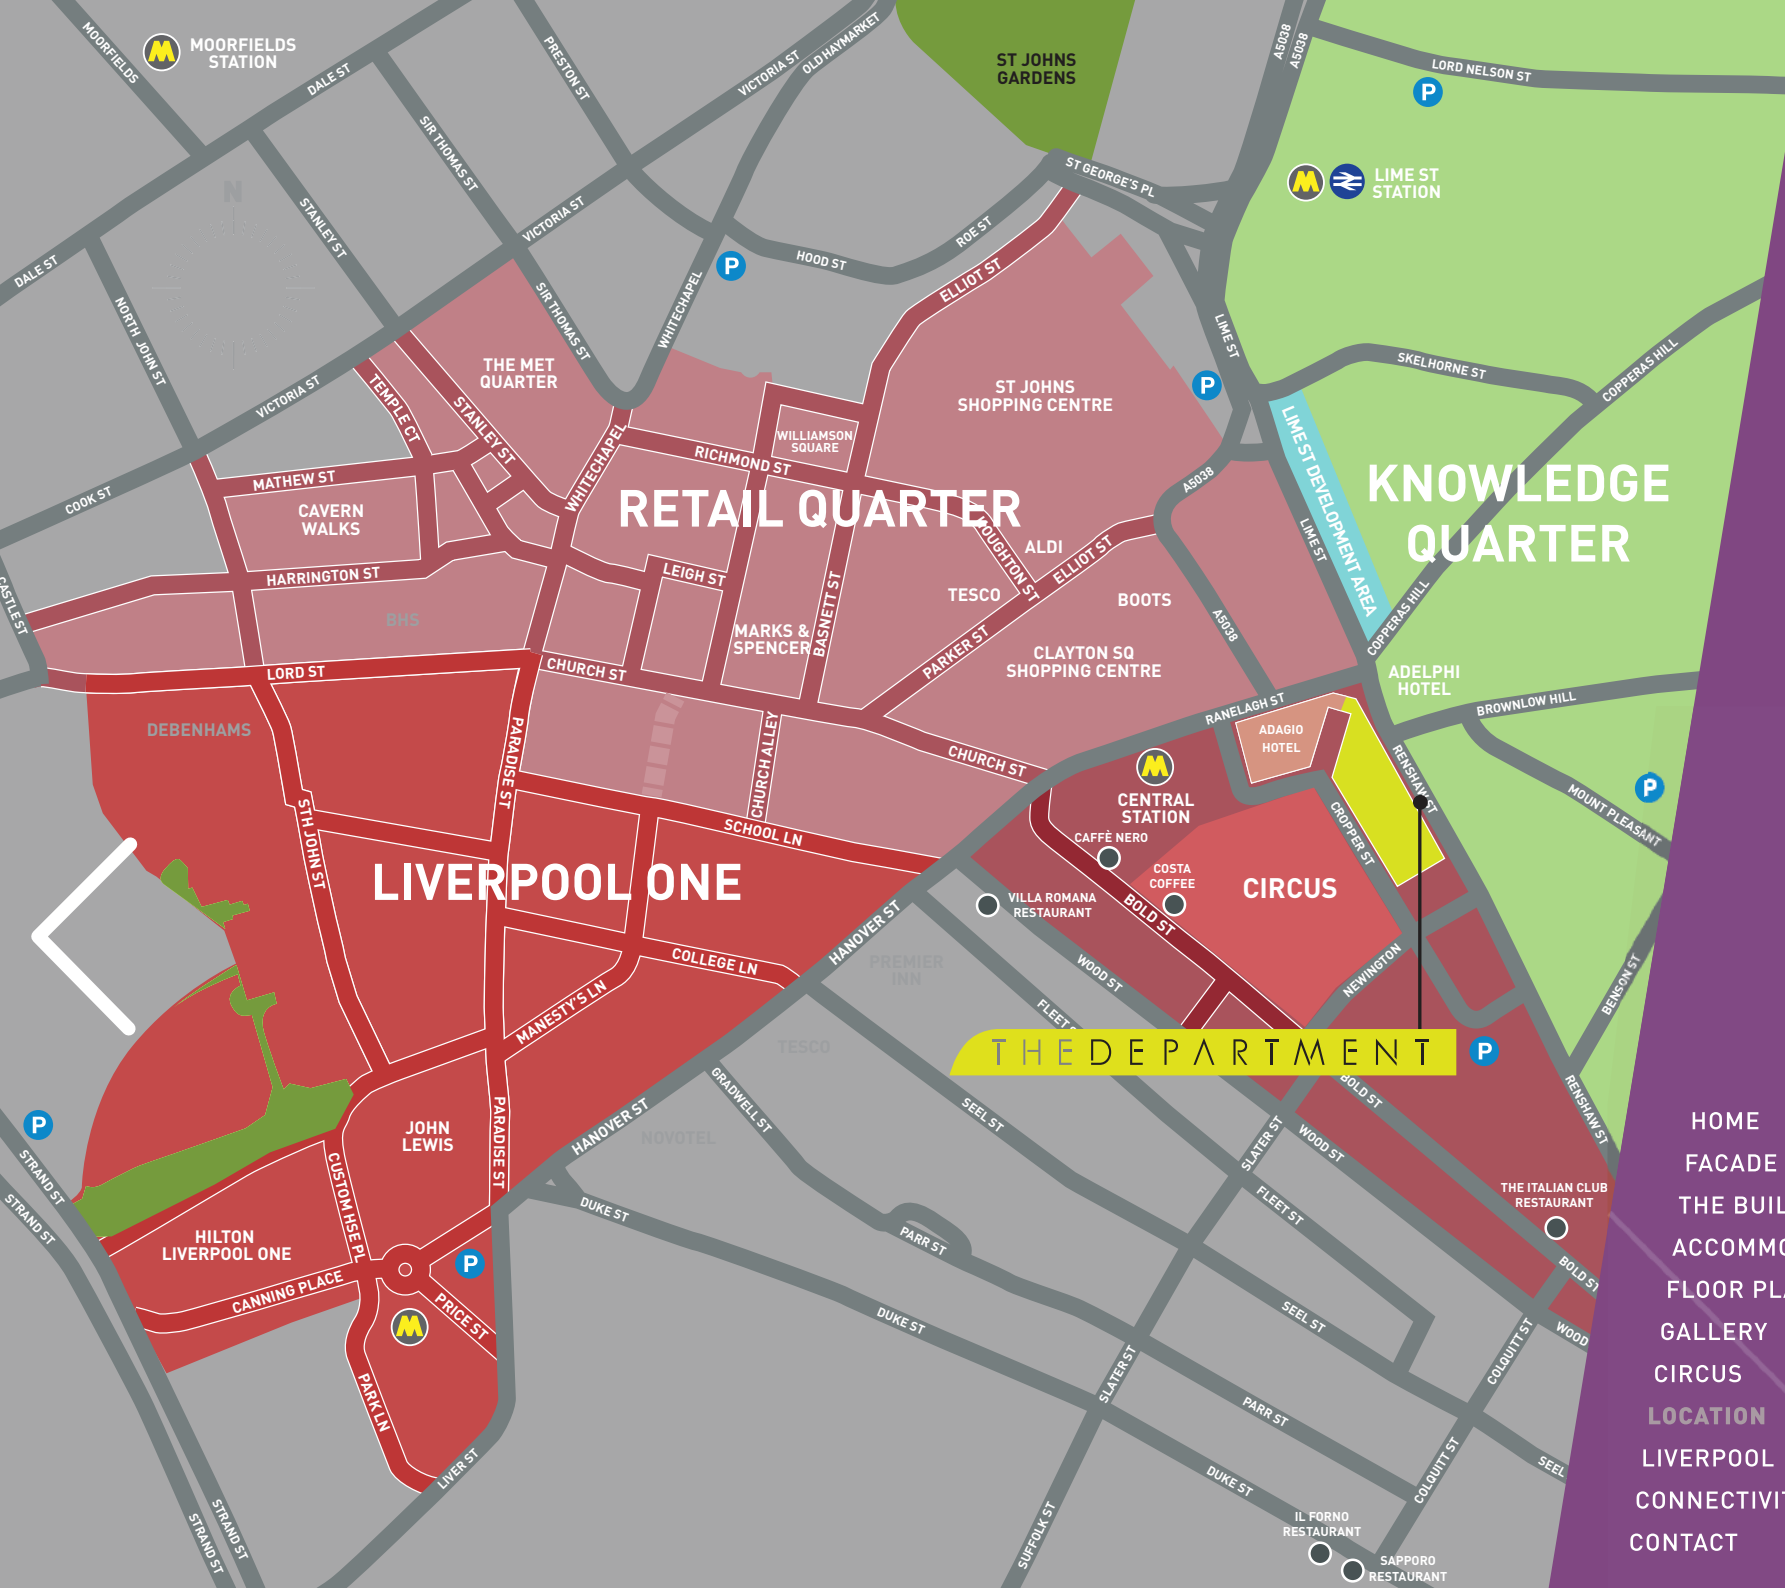 MOORFIELDS
MOORFIELDS
STATION
DALE ST
PRESTON ST
VICTORIA ST
OLD HAYMARKET
ST JOHNS
GARDENS
A5038
A5038
LORD NELSON ST
P
SIR THOMAS ST
N
STANLEY ST
VICTORIA ST
ST GEORGE'S PL
LIME ST
STATION
DALE ST
HOOD ST
ROE ST
P
ELLIOT ST
NORTH JOHN ST
SIR THOMAS ST
WHITECHAPEL
LIME ST
SKELHORNE ST
COPPERAS HILL
THE MET
QUARTER
ST JOHNS
SHOPPING CENTRE
P
VICTORIA ST
TEMPLE CT
STANLEY ST
WHITECHAPEL
WILLIAMSON
SQUARE
RICHMOND ST
MATHEW ST
COOK ST
CAVERN
WALKS
RETAIL QUARTER
A5038
LIME ST
LIME ST DEVELOPMENT AREA
KNOWLEDGE
QUARTER
HOUGHTON ST
ALDI
ELLIOT ST
HARRINGTON ST
LEIGH ST
BASNETT ST
TESCO
BOOTS
CASTLE ST
BHS
MARKS &
SPENCER
PARKER ST
A5038
COPPERAS HILL
CLAYTON SQ
SHOPPING CENTRE
ADELPHI
HOTEL
LORD ST
CHURCH ST
RANELAGH ST
BROWNLOW HILL
DEBENHAMS
PARADISE ST
CHURCH ALLEY
CHURCH ST
ADAGIO
HOTEL
RENSHAW ST
MOUNT PLEASANT
P
CENTRAL
STATION
STH JOHN ST
SCHOOL LN
CAFFÈ NERO
CROPPER ST
LIVERPOOL ONE
COSTA
COFFEE
CIRCUS
VILLA ROMANA
RESTAURANT
BOLD ST
HANOVER ST
PREMIER
INN
COLLEGE LN
WOOD ST
NEWINGTON
BENSON ST
MANESTY'S LN
FLEET S
TESCO
THEDEPARTMENT
P
GRADWELL ST
BOLD ST
RENSHAW ST
P
JOHN
LEWIS
PARADISE ST
HANOVER ST
NOVOTEL
SEEL ST
SLATER ST
WOOD ST
HOME
STRAND ST
STRAND ST
CUSTOM HSE PL
DUKE ST
FLEET ST
THE ITALIAN CLUB
RESTAURANT
FACADE
THE BUIL
HILTON
LIVERPOOL ONE
PARR ST
ACCOMMO
P
BOLD ST
CANNING PLACE
PRICE ST
DUKE ST
SEEL ST
WOOD
FLOOR PLA
GALLERY
PARK LN
SLATER ST
COLQUITT ST
CIRCUS
PARR ST
LOCATION
LIVER ST
DUKE ST
COLQUITT ST
SEEL
LIVERPOOL
CONNECTIVIT
STRAND ST
STRAND ST
SUFFOLK ST
IL FORNO
RESTAURANT
SAPPORO
RESTAURANT
CONTACT